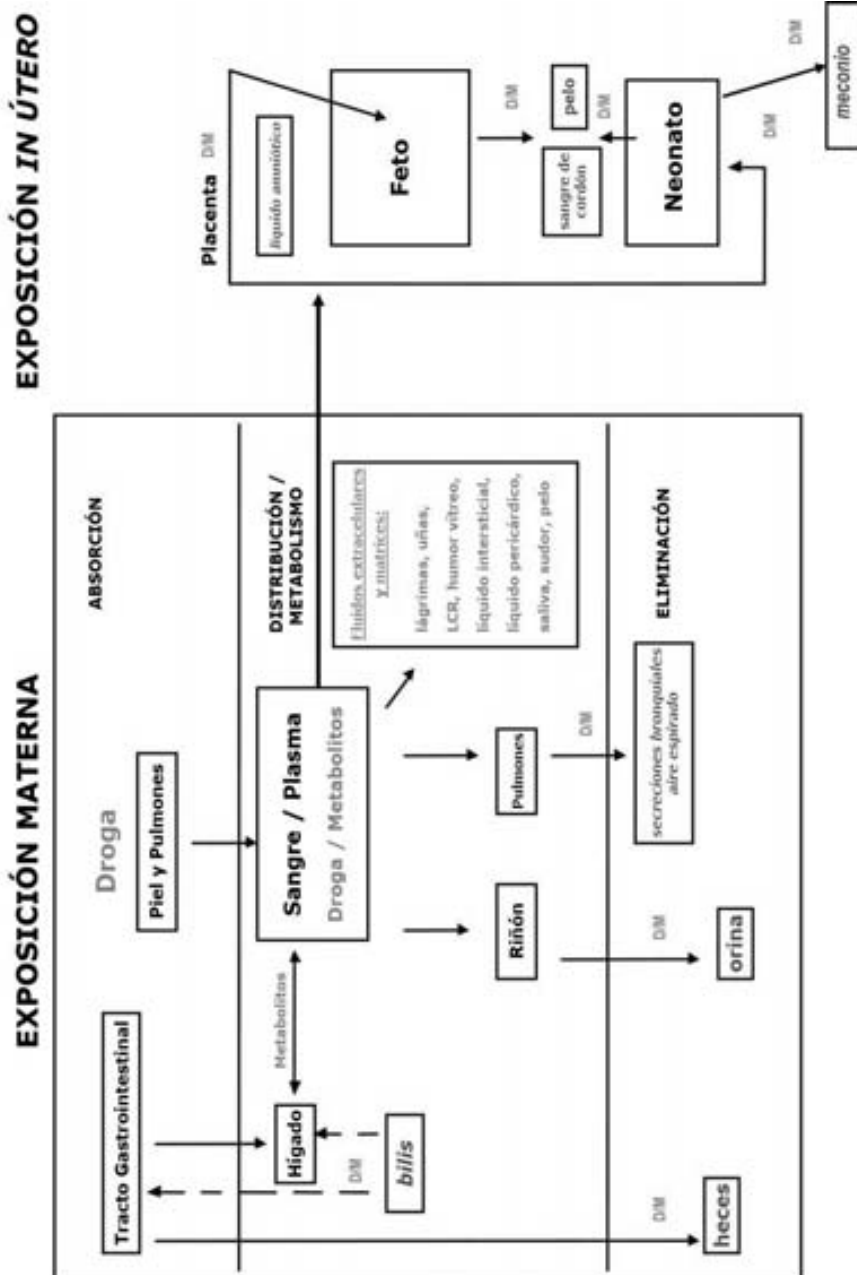 EXPOSICIÓN MATERNA
Droga
ABSORCIÓN
Tracto Gastrointestinal
Piel y Pulmones
DISTRIBUCIÓN /
METABOLISMO
Hígado
Metabolitos
Sangre / Plasma
Droga / Metabolitos
D/M
bilis
Fluidos extracelulares
y matrices:
lágrimas, uñas,
LCR, humor vítreo,
líquido intersticial,
líquido pericárdico,
saliva, sudor, pelo
Riñón
Pulmones
ELIMINACIÓN
D/M
D/M
D/M
heces
orina
secreciones bronquiales
aire espirado
EXPOSICIÓN IN ÚTERO
Placenta D/M
líquido amniótico
Feto
D/M
sangre de
cordón
pelo
D/M
Neonato
D/M
D/M
meconio